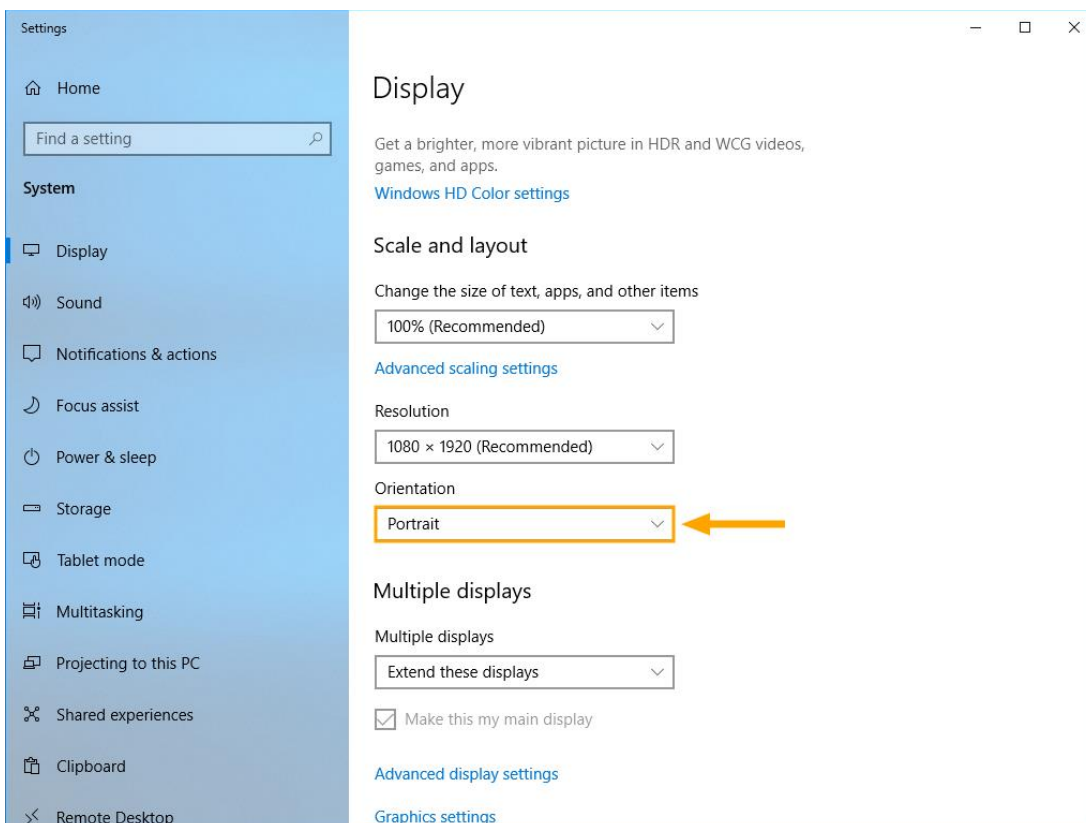 Settings
Home
Find a setting
System
Display
Sound
Notifications & actions
Focus assist
Power & sleep
Storage
Tablet mode
Multitasking
Projecting to this PC
Shared experiences
Clipboard
Remote Desktop
Display
Get a brighter, more vibrant picture in HDR and WCG videos,
games, and apps.
Windows HD Color settings
Scale and layout
Change the size of text, apps, and other items
100% (Recommended)
Advanced scaling settings
Resolution
1080 × 1920 (Recommended)
Orientation
Portrait
Multiple displays
Multiple displays
Extend these displays
Make this my main display
Advanced display settings
Graphics settings